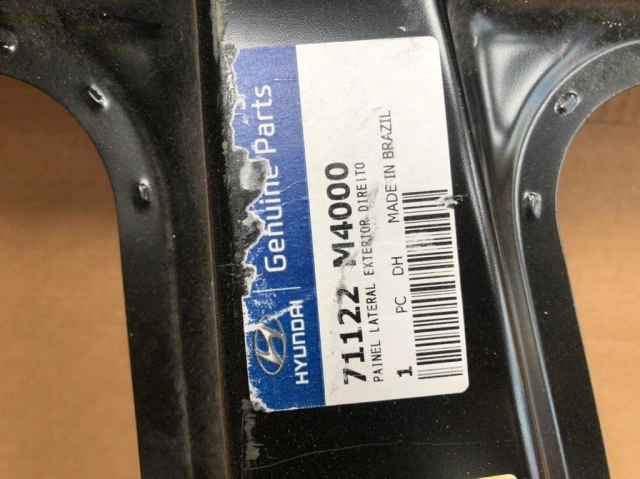 HYUNDAI
Genuine Parts
71122 M4000
PAINEL LATERAL EXTERIOR DIREITO
1 PC DH MADE IN BRAZIL